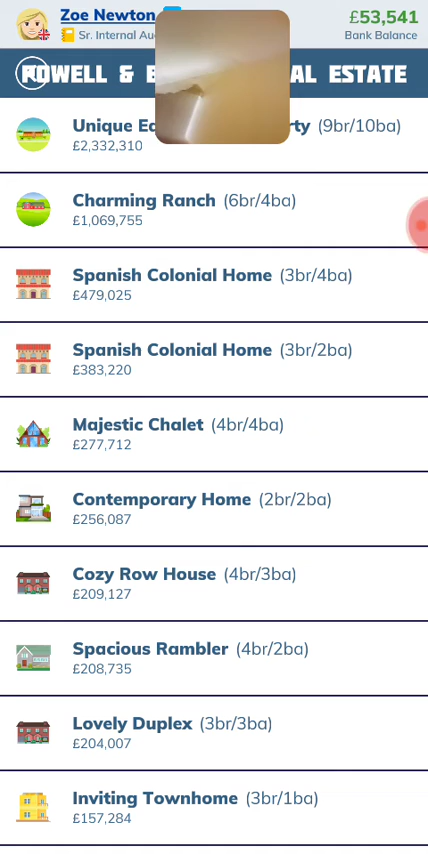 Zoe Newton
£53,541
Sr. Internal Au
Bank Balance
POWELL & AL ESTATE
Unique rty (9br/10ba)
£2,332,310
Charming Ranch (6br/4ba)
£1,069,755
Spanish Colonial Home (3br/4ba)
£479,025
Spanish Colonial Home (3br/2ba)
£383,220
Majestic Chalet (4br/4ba)
£277,712
Contemporary Home (2br/2ba)
£256,087
Cozy Row House (4br/3ba)
£209,127
Spacious Rambler (4br/2ba)
£208,735
Lovely Duplex (3br/3ba)
£204,007
Inviting Townhome (3br/1ba)
£157,284